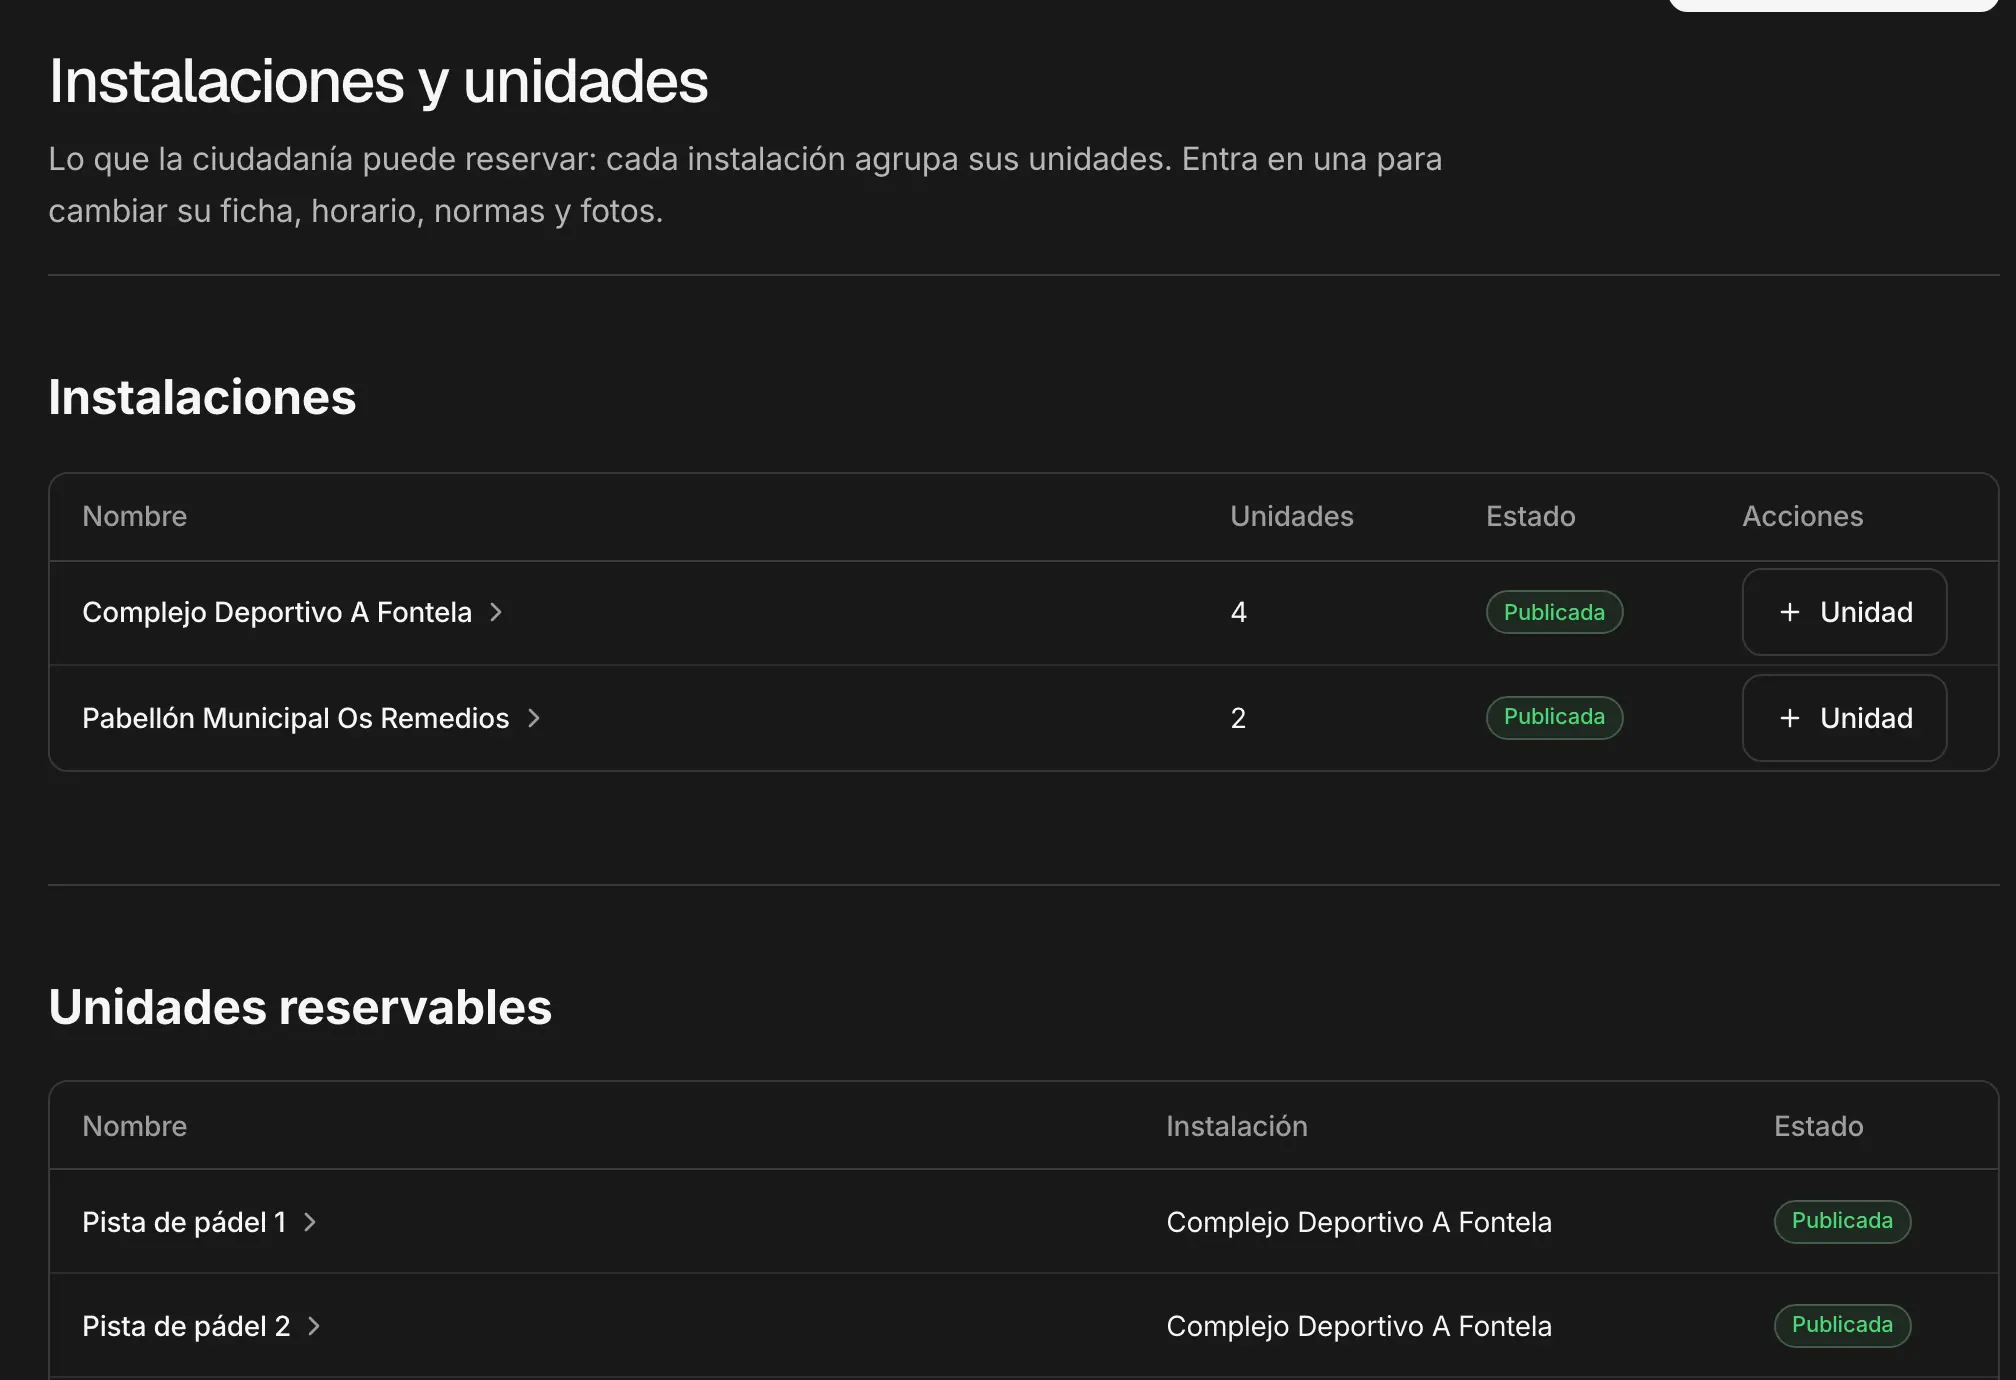 Instalaciones y unidades
Lo que la ciudadanía puede reservar: cada instalación agrupa sus unidades. Entra en una para
cambiar su ficha, horario, normas y fotos.
Instalaciones
Nombre Unidades Estado Acciones
Complejo Deportivo A Fontela 4 Publicada + Unidad
Pabellón Municipal Os Remedios 2 Publicada + Unidad
Unidades reservables
Nombre Instalación Estado
Pista de pádel 1 Complejo Deportivo A Fontela Publicada
Pista de pádel 2 Complejo Deportivo A Fontela Publicada